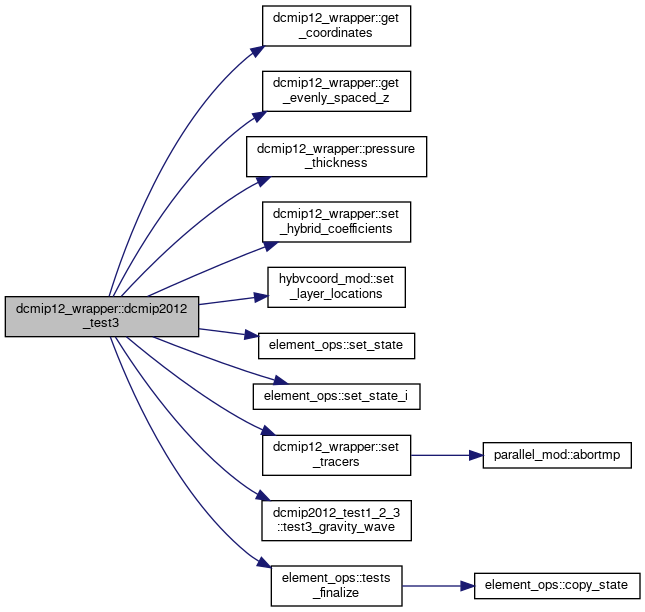 dcmip12_wrapper::get
_coordinates
dcmip12_wrapper::get
_evenly_spaced_z
dcmip12_wrapper::pressure
_thickness
dcmip12_wrapper::set
_hybrid_coefficients
hybvcoord_mod::set
_layer_locations
dcmip12_wrapper::dcmip2012
_test3
element_ops::set_state
element_ops::set_state_i
dcmip12_wrapper::set
_tracers
parallel_mod::abortmp
dcmip2012_test1_2_3
::test3_gravity_wave
element_ops::tests
_finalize
element_ops::copy_state